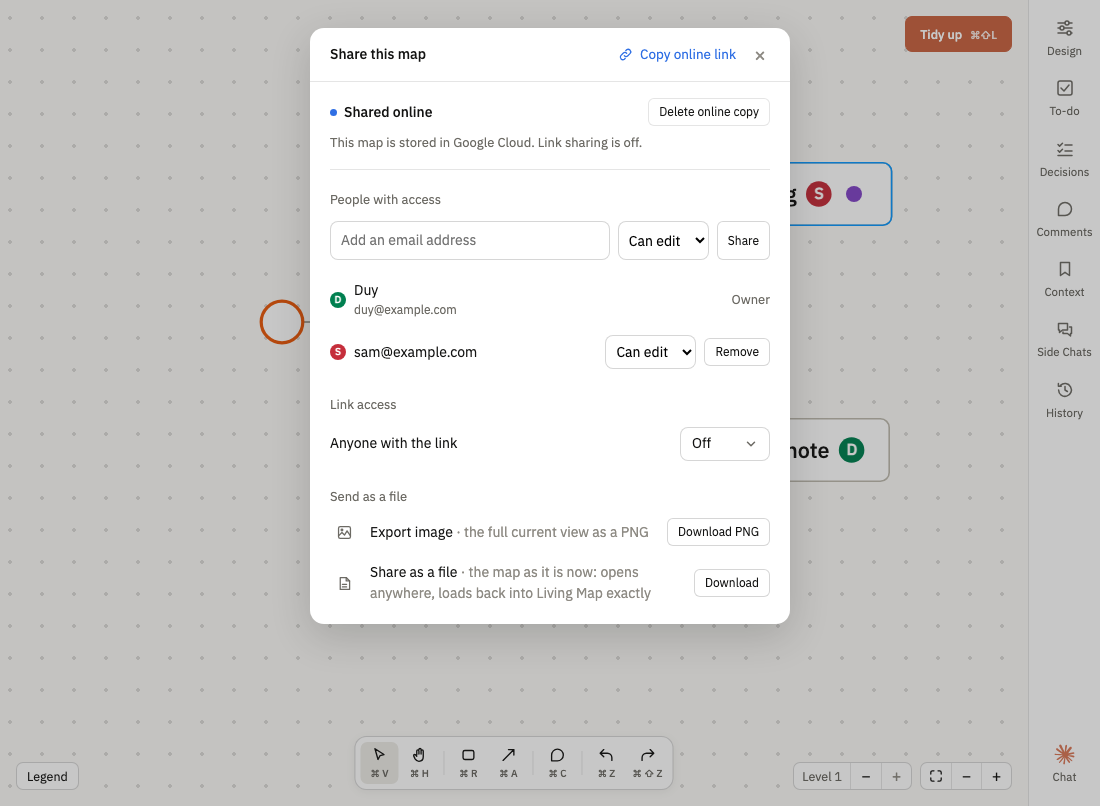 Share this map
Copy online link
Tidy up ⌘⇧L
Design
To-do
Decisions
Comments
Context
Side Chats
History
Chat
Shared online
Delete online copy
This map is stored in Google Cloud. Link sharing is off.
People with access
Add an email address
Can edit
Share
D
Duy
duy@example.com
Owner
S
sam@example.com
Can edit
Remove
Link access
Anyone with the link
Off
Send as a file
Export image · the full current view as a PNG
Download PNG
Share as a file · the map as it is now: opens
anywhere, loads back into Living Map exactly
Download
g S
note D
Legend
⌘ V
⌘ H
⌘ R
⌘ A
⌘ C
⌘ Z
⌘ ⇧ Z
Level 1